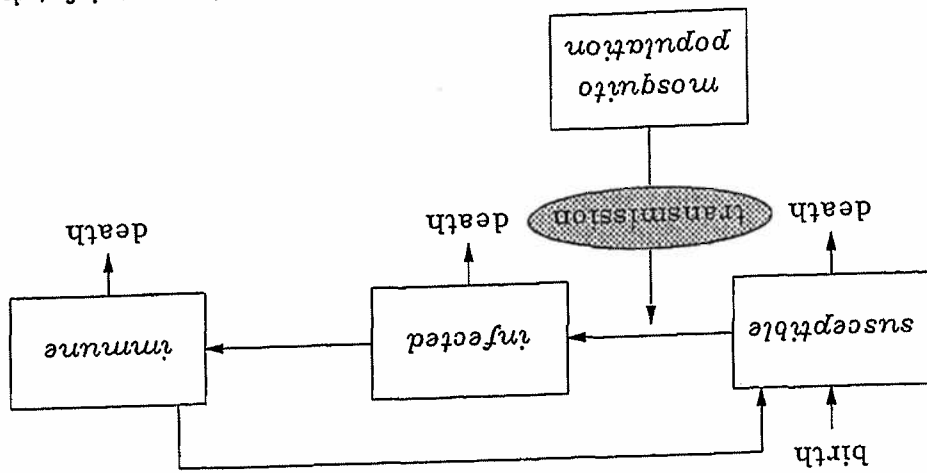 birth
susceptible
infected
immune
death
death
death
transmission
mosquito
population